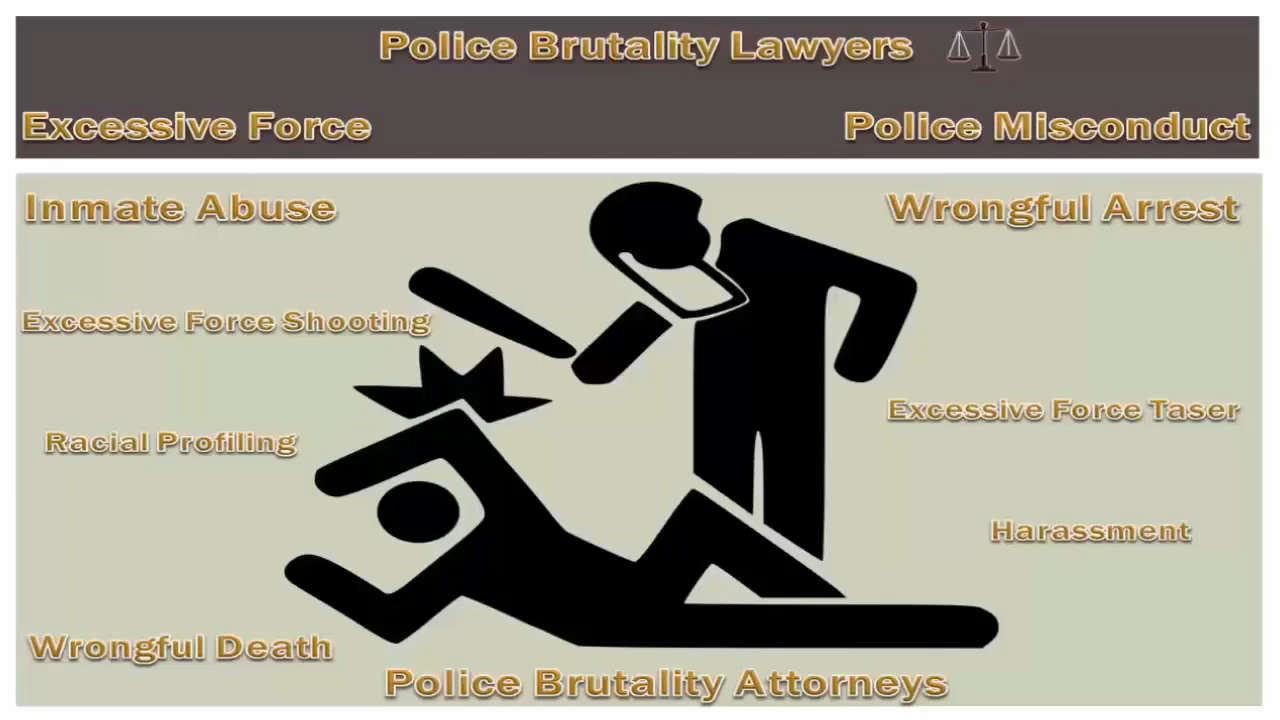 Police Brutality Lawyers
Excessive Force
Police Misconduct
Inmate Abuse
Wrongful Arrest
Excessive Force Shooting
Excessive Force Taser
Racial Profiling
Harassment
Wrongful Death
Police Brutality Attorneys